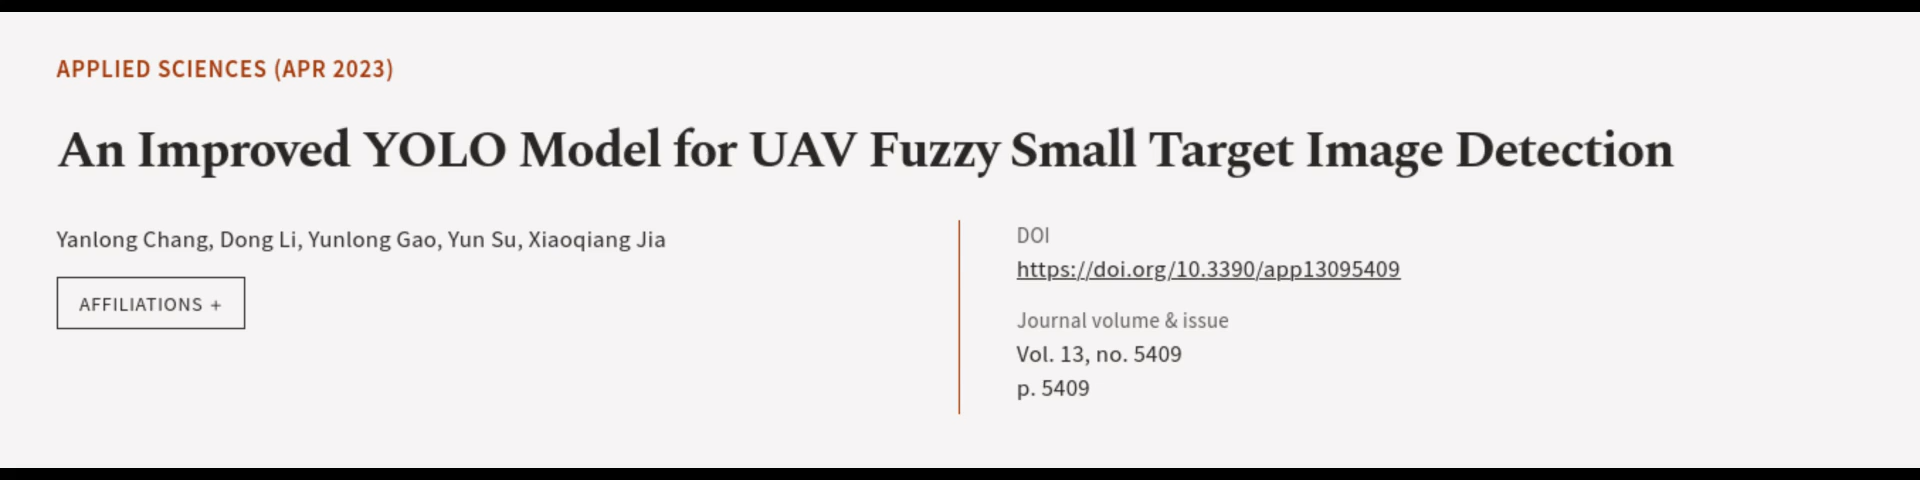 APPLIED SCIENCES (APR 2023)
An Improved YOLO Model for UAV Fuzzy Small Target Image Detection
Yanlong Chang, Dong Li, Yunlong Gao, Yun Su, Xiaoqiang Jia
AFFILIATIONS +
DOI
https://doi.org/10.3390/app13095409
Journal volume & issue
Vol. 13, no. 5409
p. 5409